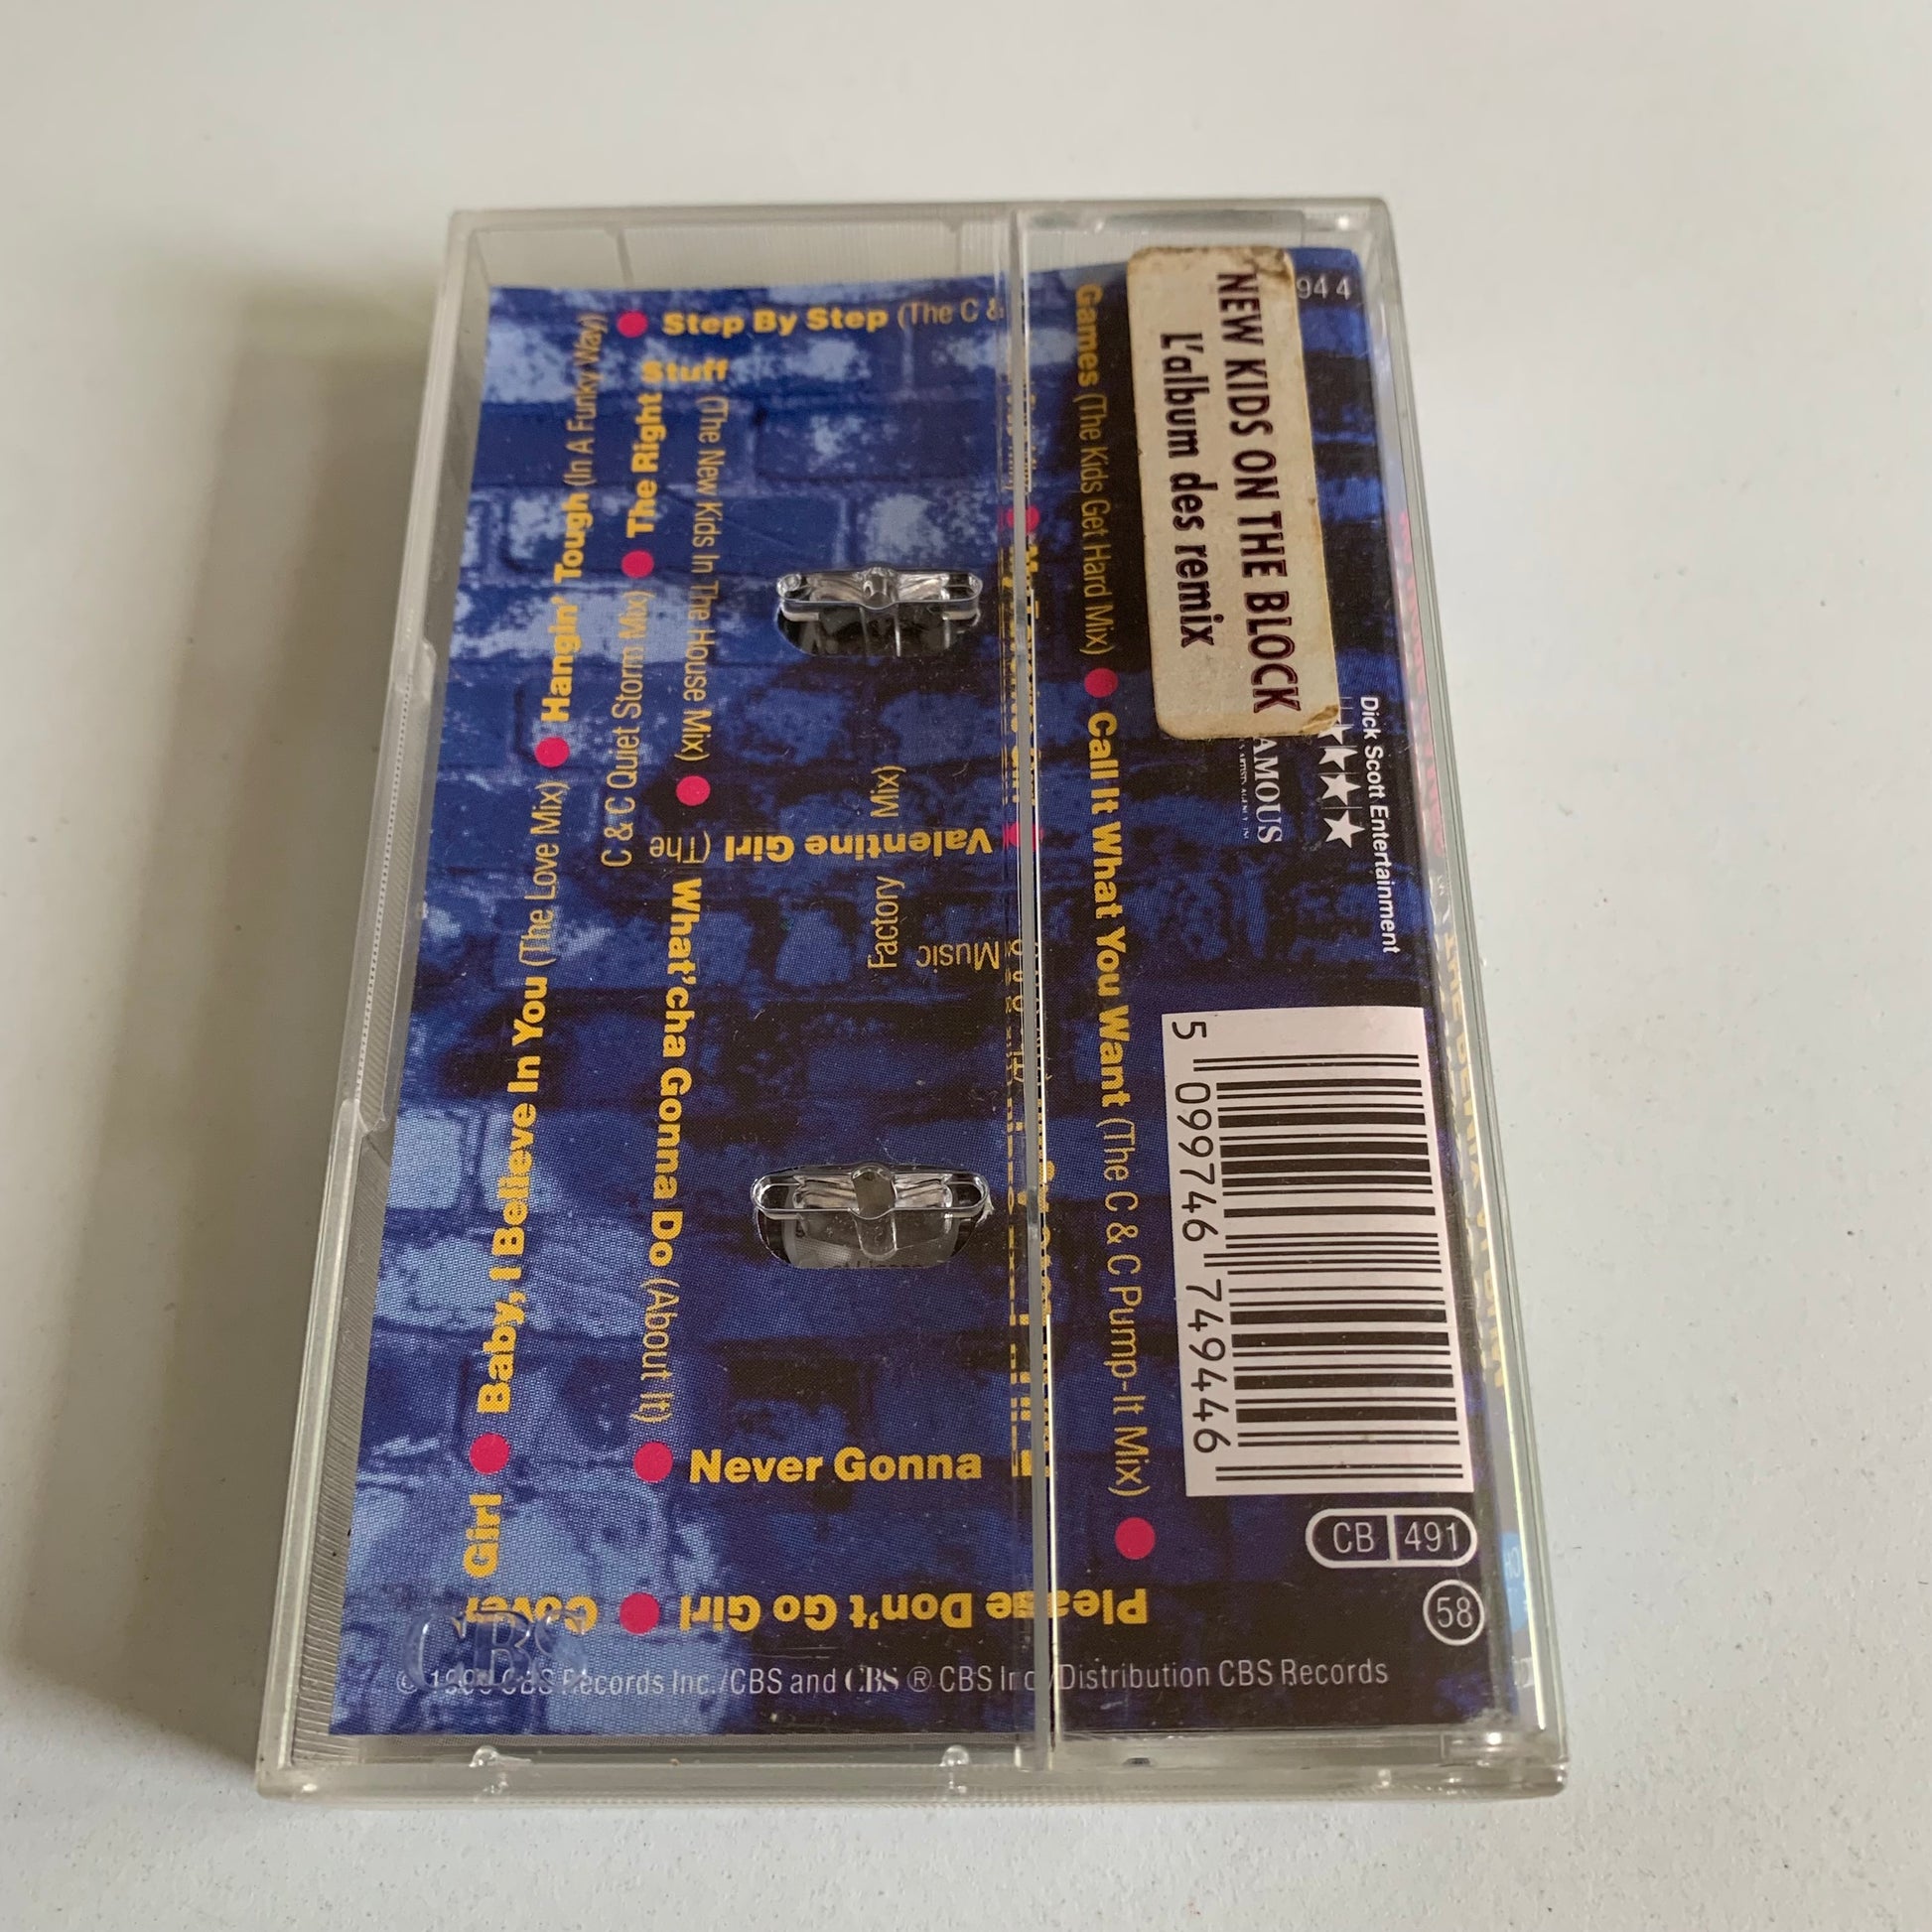 Step By Step (The C &
Games (The Kids Get Hard Mix)
Call It What You Want (The C & C Pump-It Mix)
Please Don't Go Girl
Cover Girl
Baby, I Believe In You (The Love Mix)
Hangin' Tough (In A Funky Way)
C & C Quiet Storm Mix)
The Right Stuff
(The New Kids In The House Mix)
What'cha Gonna Do (About It)
Never Gonna
Valentine Girl (The
C & C Music
Factory Mix)
NEW KIDS ON THE BLOCK
L'album des remix
94 4
Dick Scott Entertainment
AMOUS
5 099746 749446
CB 491
58
CBS
CBS Records Inc./CBS and CBS ® CBS Inc./Distribution CBS Records